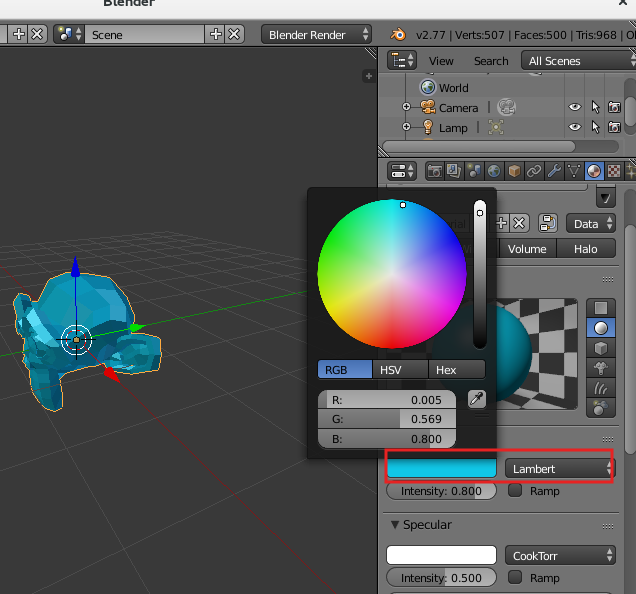 Blender
Scene
Blender Render
v2.77 | Verts:507 | Faces:500 | Tris:968 |
View Search All Scenes
World
Camera
Lamp
Data
Volume Halo
RGB HSV Hex
R: 0.005
G: 0.569
B: 0.800
Lambert
Intensity: 0.800 Ramp
Specular
CookTorr
Intensity: 0.500 Ramp